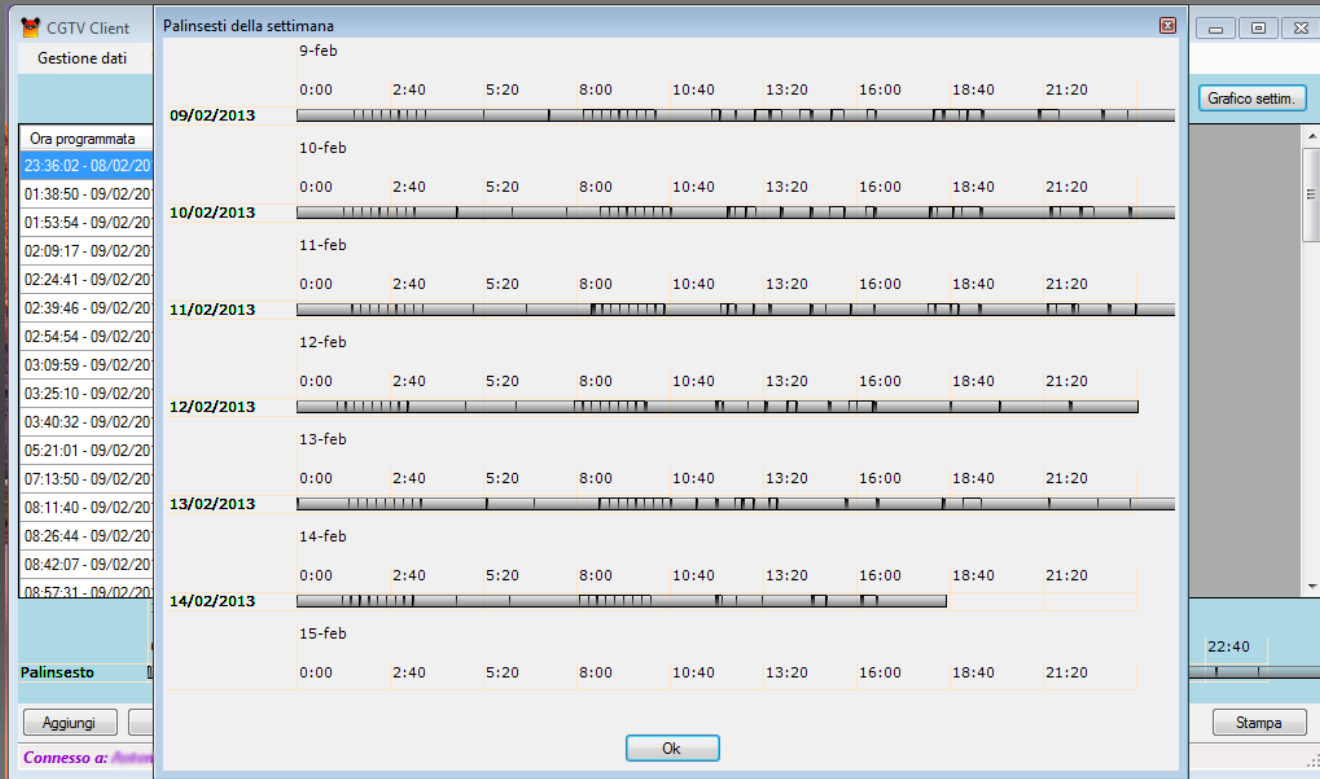 CGTV Client
Palinsesti della settimana
Gestione dati
Grafico settim.
9-feb
0:00 2:40 5:20 8:00 10:40 13:20 16:00 18:40 21:20
09/02/2013
10-feb
0:00 2:40 5:20 8:00 10:40 13:20 16:00 18:40 21:20
10/02/2013
11-feb
0:00 2:40 5:20 8:00 10:40 13:20 16:00 18:40 21:20
11/02/2013
12-feb
0:00 2:40 5:20 8:00 10:40 13:20 16:00 18:40 21:20
12/02/2013
13-feb
0:00 2:40 5:20 8:00 10:40 13:20 16:00 18:40 21:20
13/02/2013
14-feb
0:00 2:40 5:20 8:00 10:40 13:20 16:00 18:40 21:20
14/02/2013
15-feb
0:00 2:40 5:20 8:00 10:40 13:20 16:00 18:40 21:20
Ok
Ora programmata
23:36:02 - 08/02/20
01:38:50 - 09/02/20
01:53:54 - 09/02/20
02:09:17 - 09/02/20
02:24:41 - 09/02/20
02:39:46 - 09/02/20
02:54:54 - 09/02/20
03:09:59 - 09/02/20
03:25:10 - 09/02/20
03:40:32 - 09/02/20
05:21:01 - 09/02/20
07:13:50 - 09/02/20
08:11:40 - 09/02/20
08:26:44 - 09/02/20
08:42:07 - 09/02/20
08:57:31 - 09/02/20
22:40
Palinsesto
Aggiungi
Stampa
Connesso a: